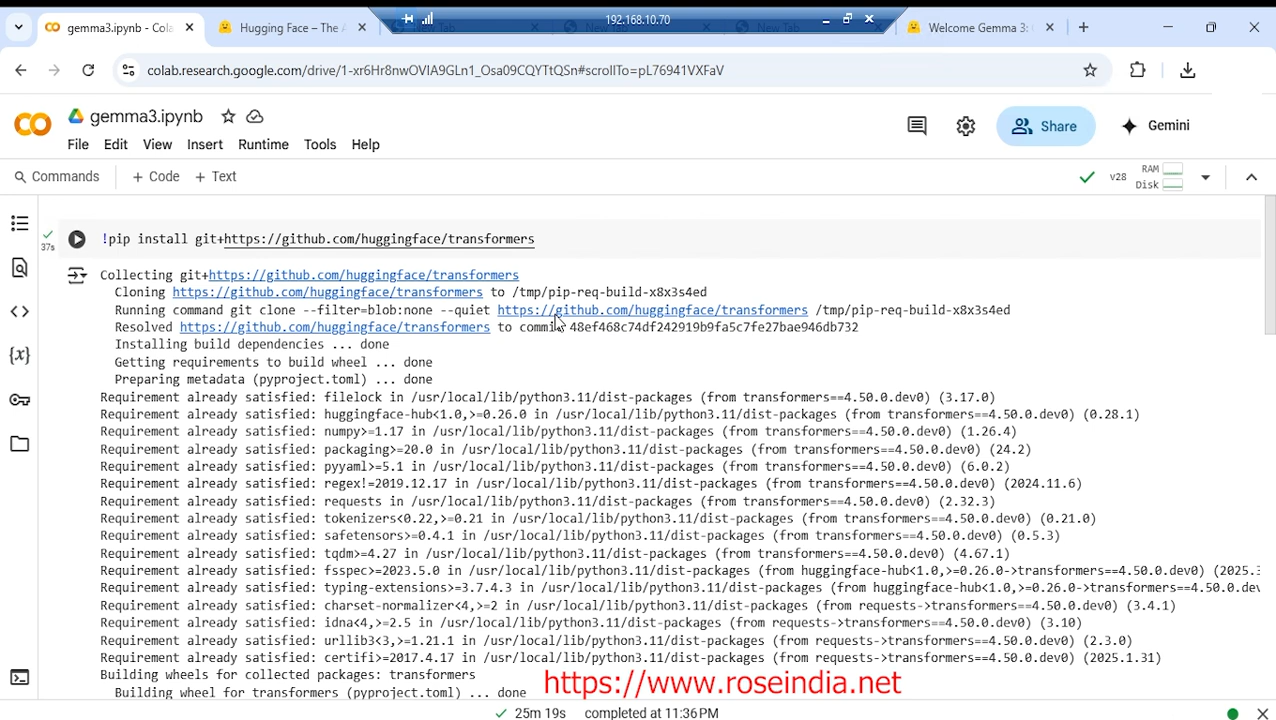 gemma3.ipynb - Cola
Hugging Face – The A
New Tab
New Tab
New Tab
192.168.10.70
Welcome Gemma 3:
colab.research.google.com/drive/1-xr6Hr8nwOVIA9GLn1_Osa09CQYTtQSn#scrollTo=pL76941VXFaV
gemma3.ipynb
File Edit View Insert Runtime Tools Help
Share
Gemini
Commands + Code + Text
v28
RAM
Disk
37s
!pip install git+https://github.com/huggingface/transformers
Collecting git+https://github.com/huggingface/transformers
Cloning https://github.com/huggingface/transformers to /tmp/pip-req-build-x8x3s4ed
Running command git clone --filter=blob:none --quiet https://github.com/huggingface/transformers /tmp/pip-req-build-x8x3s4ed
Resolved https://github.com/huggingface/transformers to commit 48ef468c74df242919b9fa5c7fe27bae946db732
Installing build dependencies ... done
Getting requirements to build wheel ... done
Preparing metadata (pyproject.toml) ... done
Requirement already satisfied: filelock in /usr/local/lib/python3.11/dist-packages (from transformers==4.50.0.dev0) (3.17.0)
Requirement already satisfied: huggingface-hub<1.0,>=0.26.0 in /usr/local/lib/python3.11/dist-packages (from transformers==4.50.0.dev0) (0.28.1)
Requirement already satisfied: numpy>=1.17 in /usr/local/lib/python3.11/dist-packages (from transformers==4.50.0.dev0) (1.26.4)
Requirement already satisfied: packaging>=20.0 in /usr/local/lib/python3.11/dist-packages (from transformers==4.50.0.dev0) (24.2)
Requirement already satisfied: pyyaml>=5.1 in /usr/local/lib/python3.11/dist-packages (from transformers==4.50.0.dev0) (6.0.2)
Requirement already satisfied: regex!=2019.12.17 in /usr/local/lib/python3.11/dist-packages (from transformers==4.50.0.dev0) (2024.11.6)
Requirement already satisfied: requests in /usr/local/lib/python3.11/dist-packages (from transformers==4.50.0.dev0) (2.32.3)
Requirement already satisfied: tokenizers<0.22,>=0.21 in /usr/local/lib/python3.11/dist-packages (from transformers==4.50.0.dev0) (0.21.0)
Requirement already satisfied: safetensors>=0.4.1 in /usr/local/lib/python3.11/dist-packages (from transformers==4.50.0.dev0) (0.5.3)
Requirement already satisfied: tqdm>=4.27 in /usr/local/lib/python3.11/dist-packages (from transformers==4.50.0.dev0) (4.67.1)
Requirement already satisfied: fsspec>=2023.5.0 in /usr/local/lib/python3.11/dist-packages (from huggingface-hub<1.0,>=0.26.0->transformers==4.50.0.dev0) (2025.3
Requirement already satisfied: typing-extensions>=3.7.4.3 in /usr/local/lib/python3.11/dist-packages (from huggingface-hub<1.0,>=0.26.0->transformers==4.50.0.dev
Requirement already satisfied: charset-normalizer<4,>=2 in /usr/local/lib/python3.11/dist-packages (from requests->transformers==4.50.0.dev0) (3.4.1)
Requirement already satisfied: idna<4,>=2.5 in /usr/local/lib/python3.11/dist-packages (from requests->transformers==4.50.0.dev0) (3.10)
Requirement already satisfied: urllib3<3,>=1.21.1 in /usr/local/lib/python3.11/dist-packages (from requests->transformers==4.50.0.dev0) (2.3.0)
Requirement already satisfied: certifi>=2017.4.17 in /usr/local/lib/python3.11/dist-packages (from requests->transformers==4.50.0.dev0) (2025.1.31)
Building wheels for collected packages: transformers
Building wheel for transformers (pyproject.toml) ... done
https://www.roseindia.net
25m 19s completed at 11:36PM